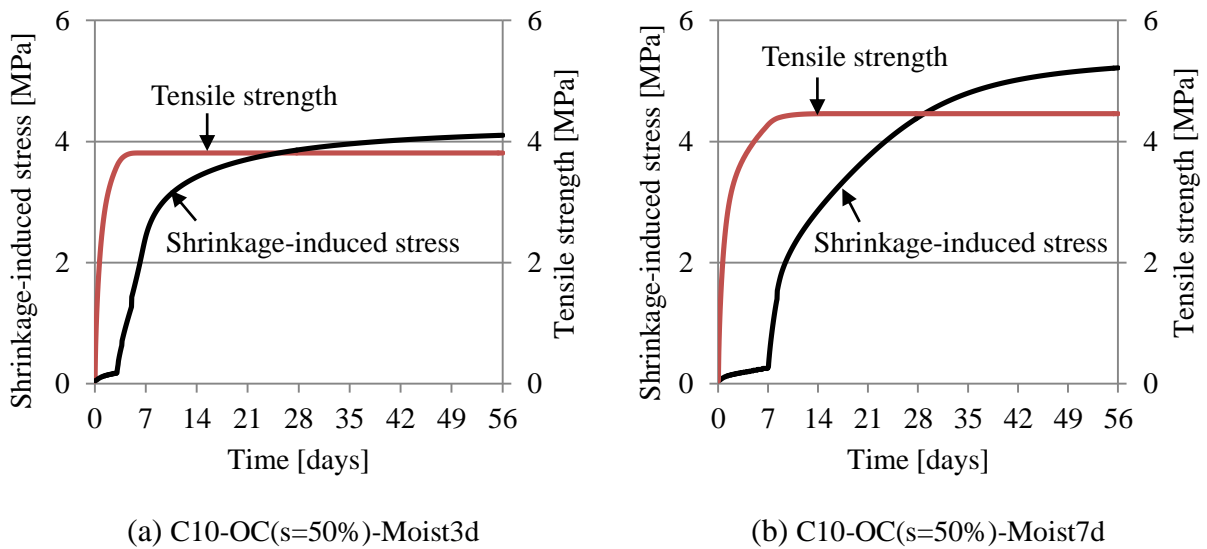 6
6
Shrinkage-induced stress [MPa]
Tensile strength [MPa]
Tensile strength
4
4
Shrinkage-induced stress
2
2
0
0
0 7 14 21 28 35 42 49 56
Time [days]
(a) C10-OC(s=50%)-Moist3d
6
6
Shrinkage-induced stress [MPa]
Tensile strength [MPa]
Tensile strength
4
4
Shrinkage-induced stress
2
2
0
0
0 7 14 21 28 35 42 49 56
Time [days]
(b) C10-OC(s=50%)-Moist7d